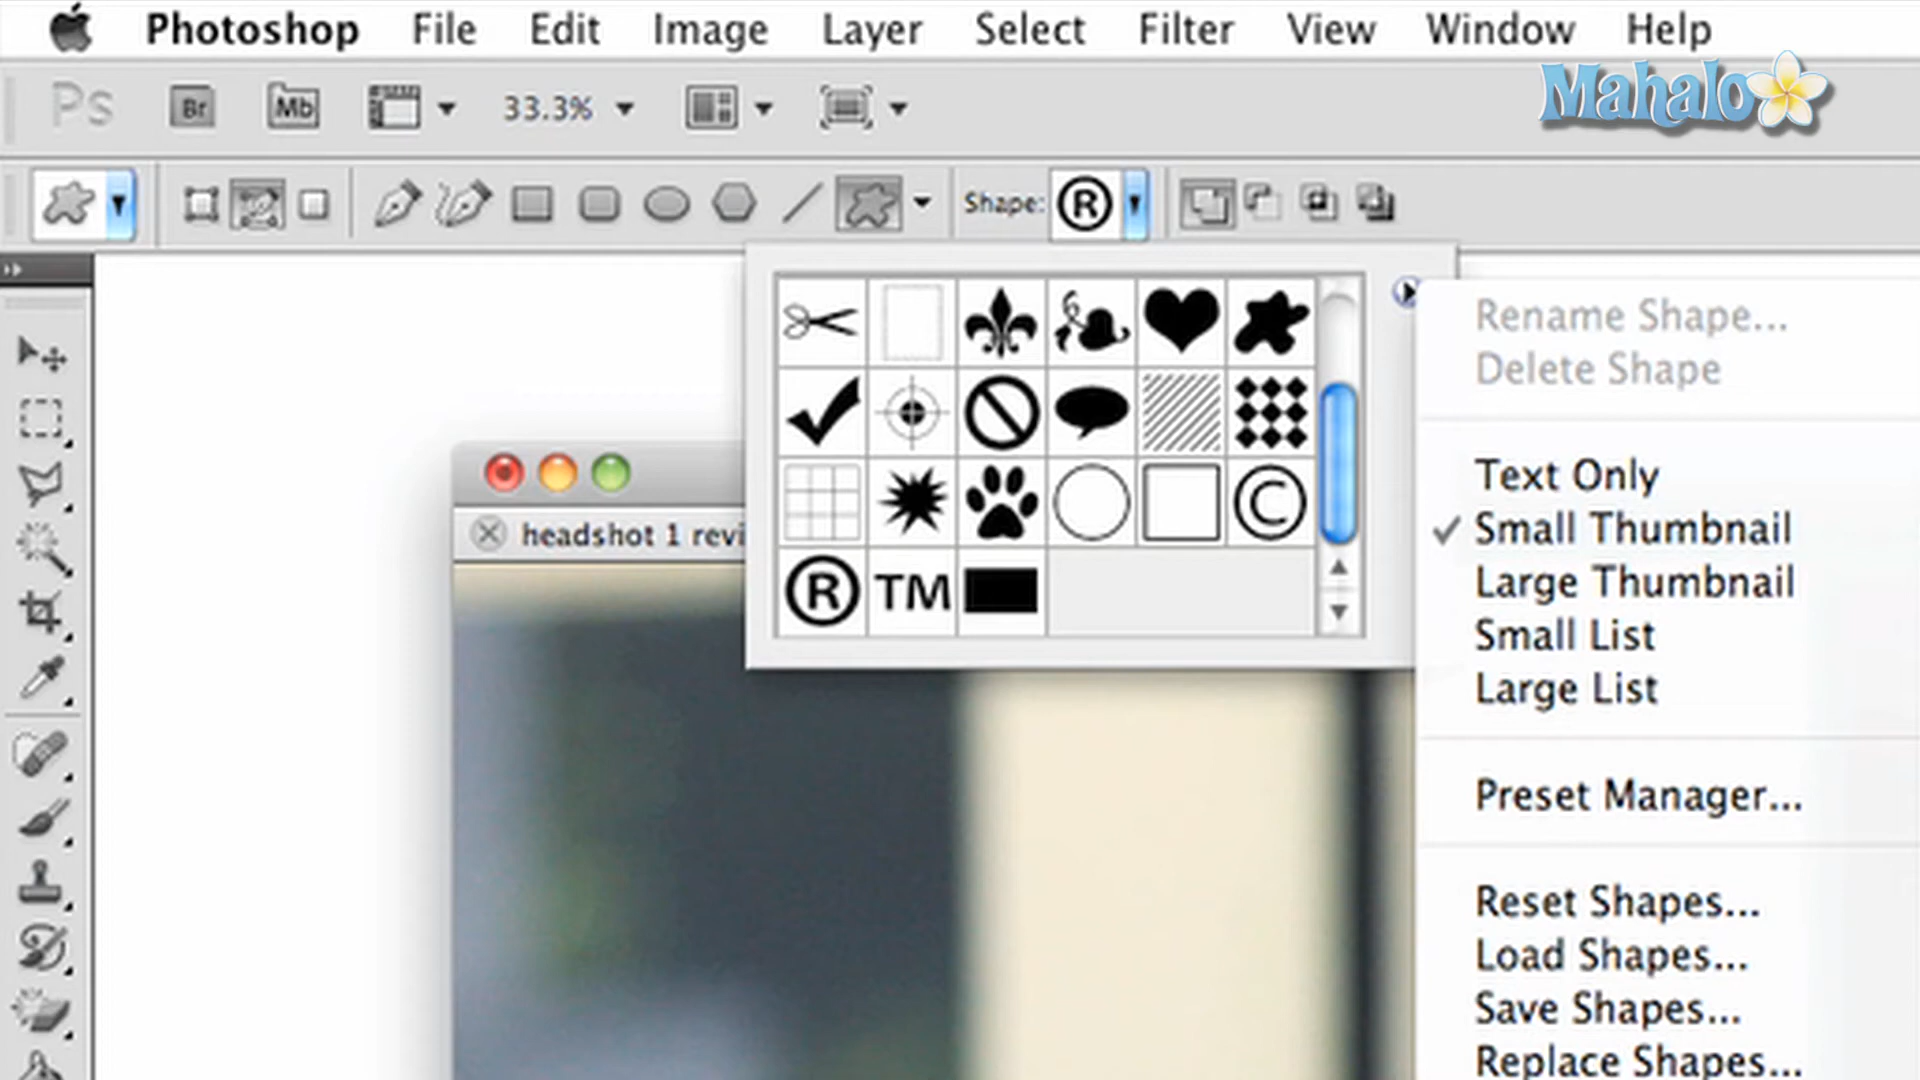 Photoshop File Edit Image Layer Select Filter View Window Help
Mahalo
Ps Br Mb 33.3%
Shape: ®
headshot 1 revi
©
® TM
Rename Shape...
Delete Shape
Text Only
Small Thumbnail
Large Thumbnail
Small List
Large List
Preset Manager...
Reset Shapes...
Load Shapes...
Save Shapes...
Replace Shapes...